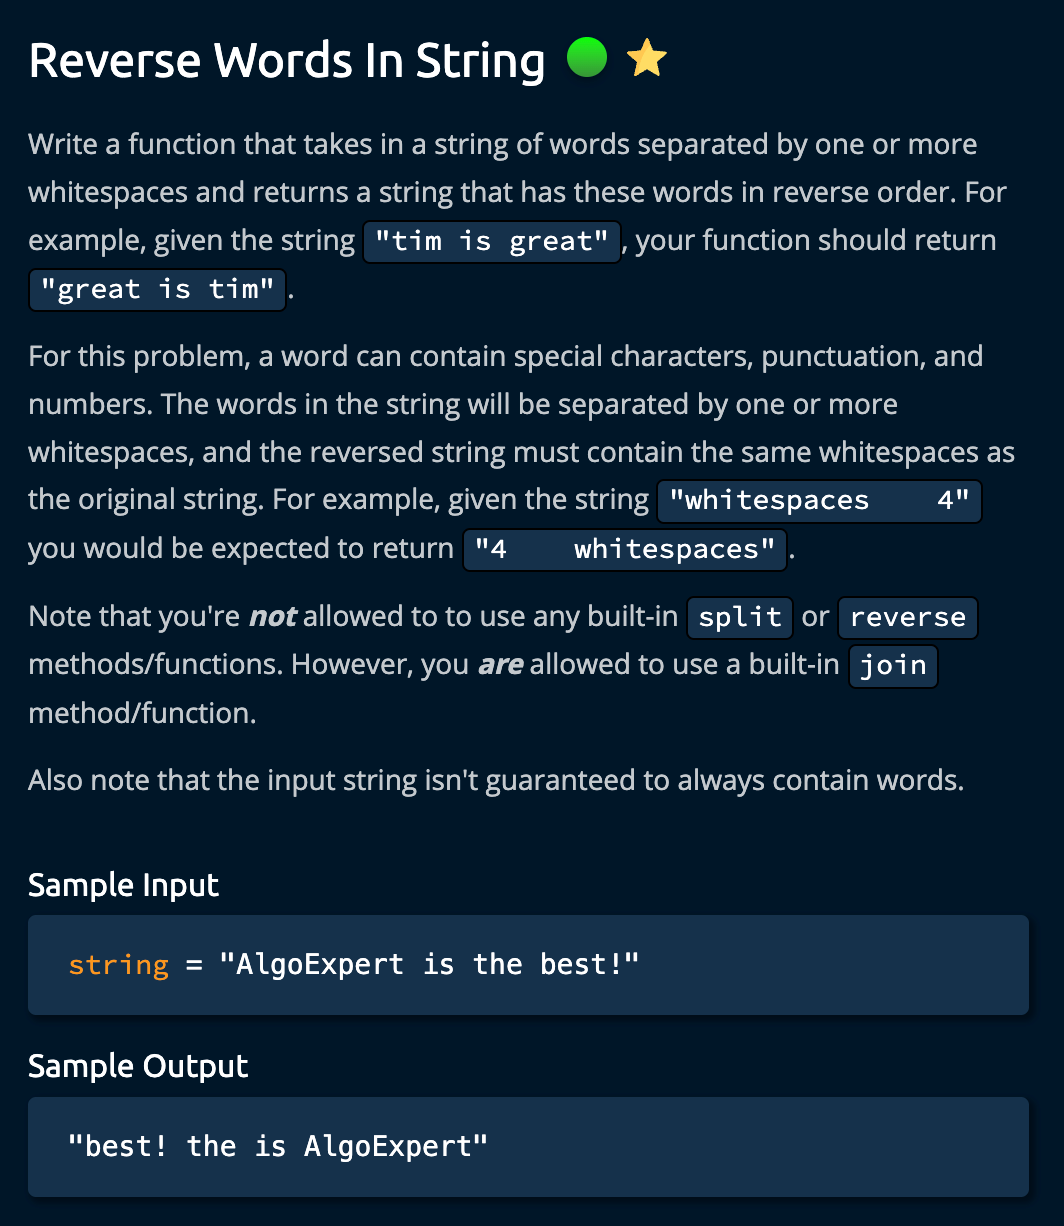 Reverse Words In String
Write a function that takes in a string of words separated by one or more
whitespaces and returns a string that has these words in reverse order. For
example, given the string "tim is great", your function should return
"great is tim".
For this problem, a word can contain special characters, punctuation, and
numbers. The words in the string will be separated by one or more
whitespaces, and the reversed string must contain the same whitespaces as
the original string. For example, given the string "whitespaces    4"
you would be expected to return "4    whitespaces".
Note that you're not allowed to to use any built-in split or reverse
methods/functions. However, you are allowed to use a built-in join
method/function.
Also note that the input string isn't guaranteed to always contain words.
Sample Input
string = "AlgoExpert is the best!"
Sample Output
"best! the is AlgoExpert"